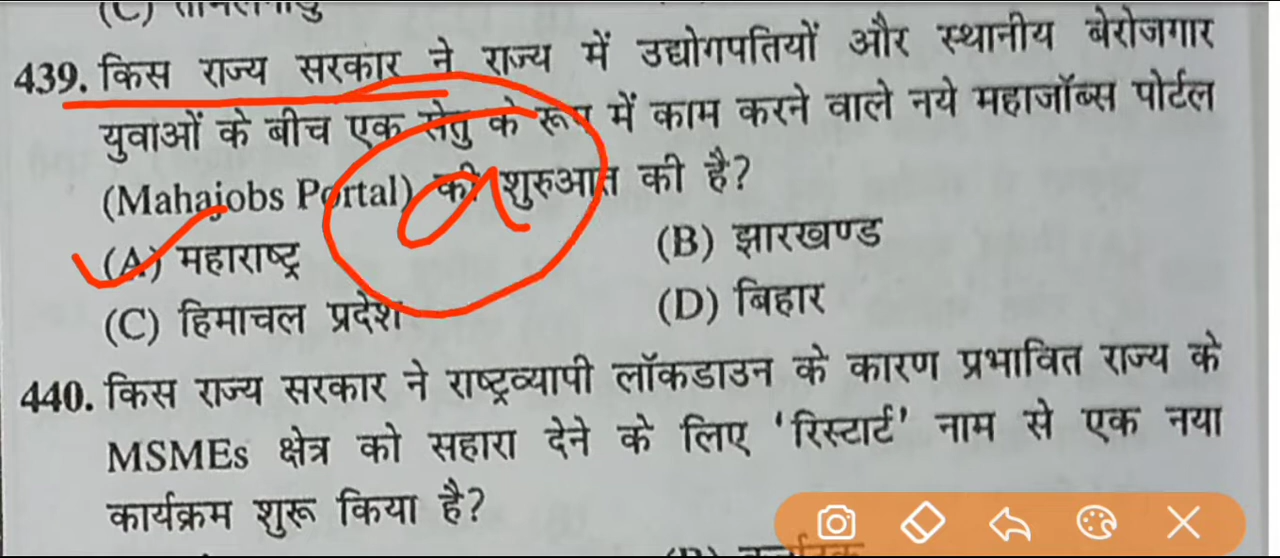 439. किस राज्य सरकार ने राज्य में उद्योगपतियों और स्थानीय बेरोजगार
युवाओं के बीच एक सेतु के रूप में काम करने वाले नये महाजॉब्स पोर्टल
(Mahajobs Portal) की शुरुआत की है?
a
(A) महाराष्ट्र (B) झारखण्ड
(C) हिमाचल प्रदेश (D) बिहार
440. किस राज्य सरकार ने राष्ट्रव्यापी लॉकडाउन के कारण प्रभावित राज्य के
MSMEs क्षेत्र को सहारा देने के लिए 'रिस्टार्ट' नाम से एक नया
कार्यक्रम शुरू किया है?